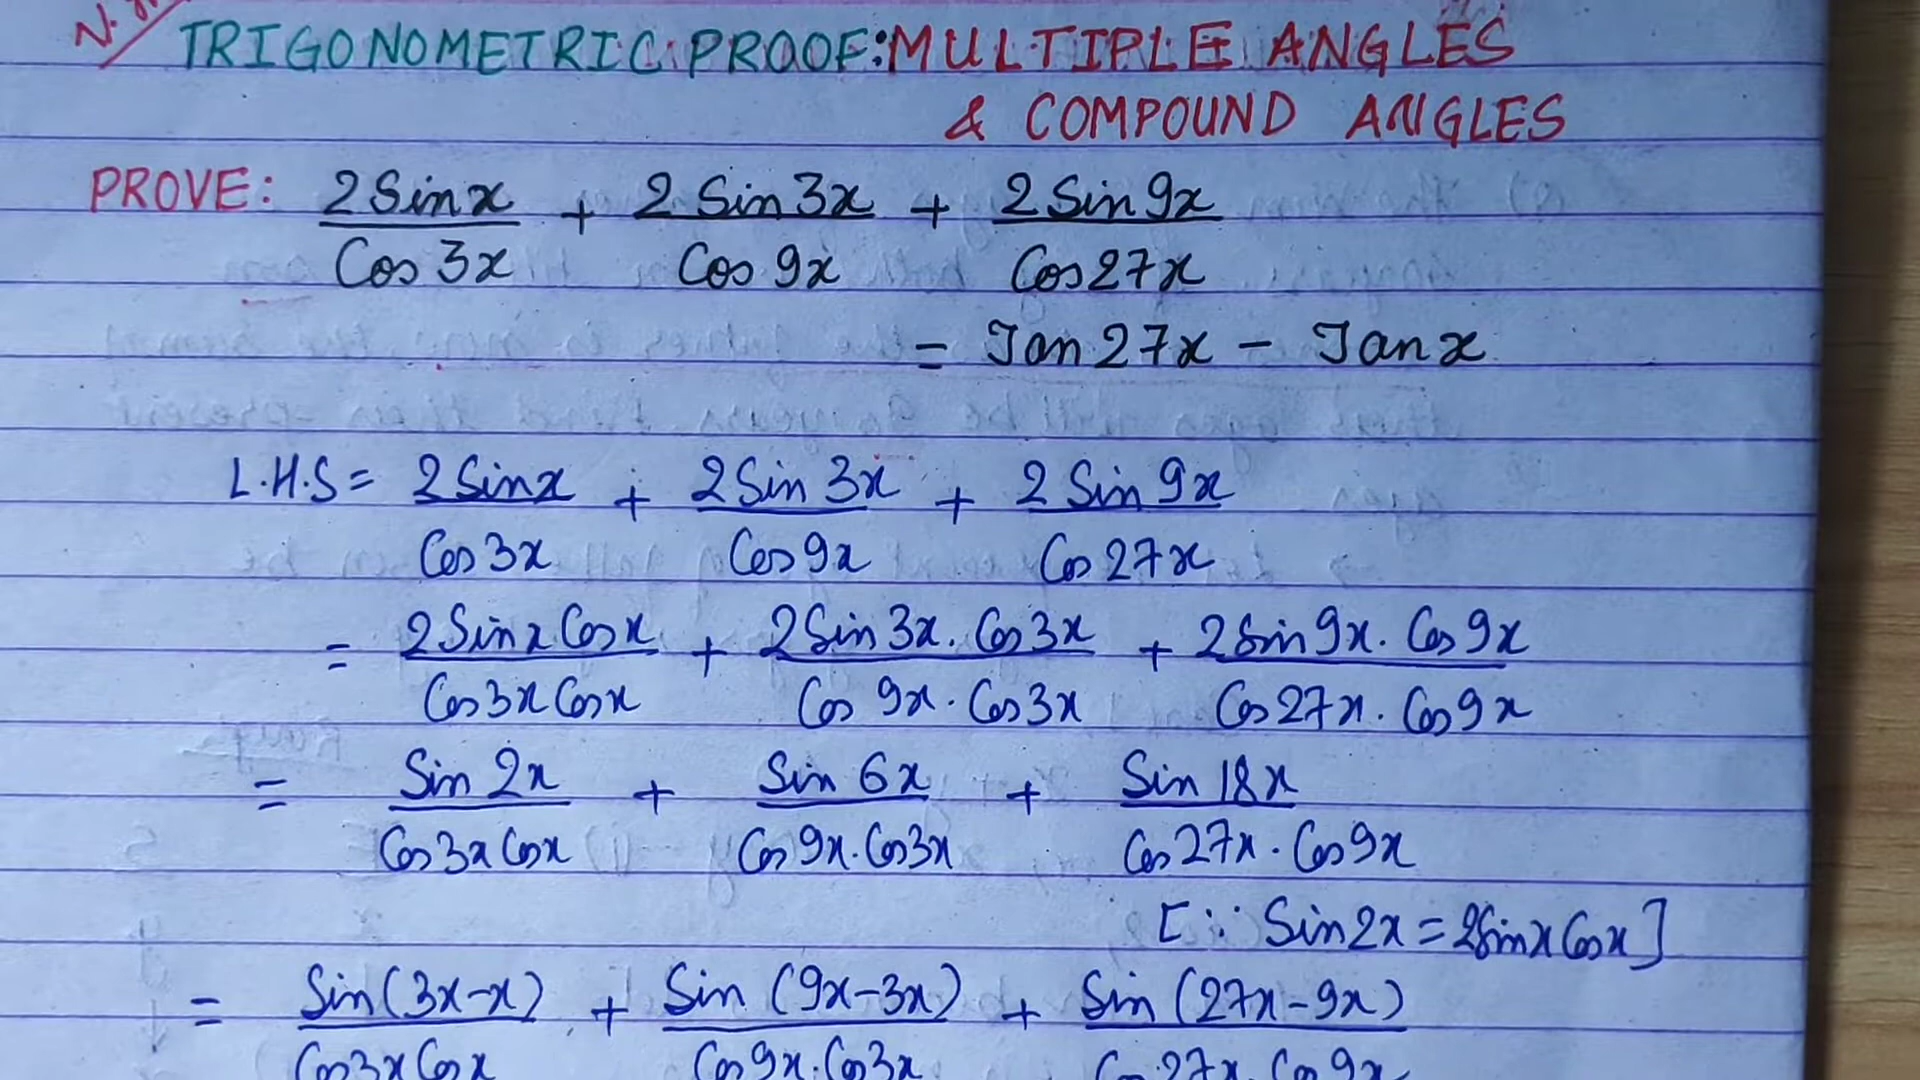 TRIGONOMETRIC PROOF: MULTIPLE ANGLES
& COMPOUND ANGLES
PROVE: 2Sinx/Cos3x + 2Sin3x/Cos9x + 2Sin9x/Cos27x
= Tan27x - Tanx
L.H.S = 2Sinx/Cos3x + 2Sin3x/Cos9x + 2Sin9x/Cos27x
= 2SinxCosx/Cos3xCosx + 2Sin3x.Cos3x/Cos9x.Cos3x + 2Sin9x.Cos9x/Cos27x.Cos9x
= Sin2x/Cos3xCosx + Sin6x/Cos9x.Cos3x + Sin18x/Cos27x.Cos9x
[∵ Sin2x = 2SinxCosx]
= Sin(3x-x)/Cos3xCosx + Sin(9x-3x)/Cos9x.Cos3x + Sin(27x-9x)/Cos27x.Cos9x